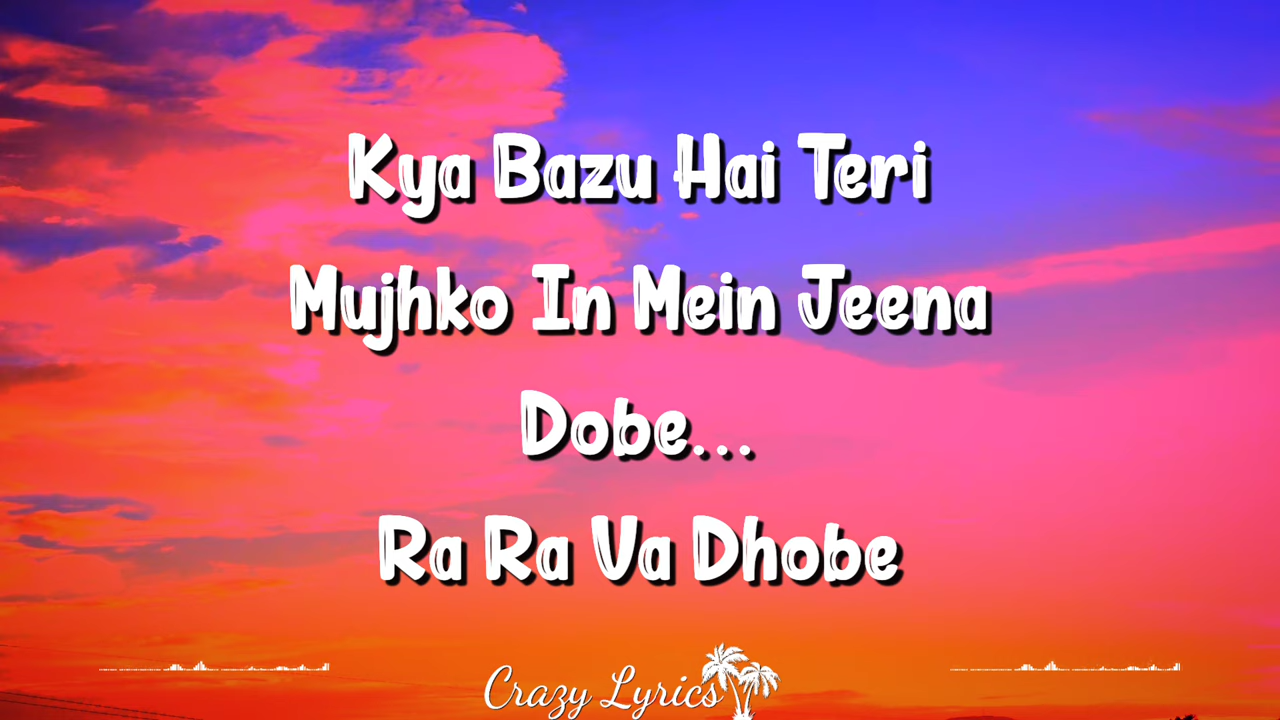 Kya Bazu Hai Teri
Mujhko In Mein Jeena
Dobe...
Ra Ra Va Dhobe
Crazy Lyrics